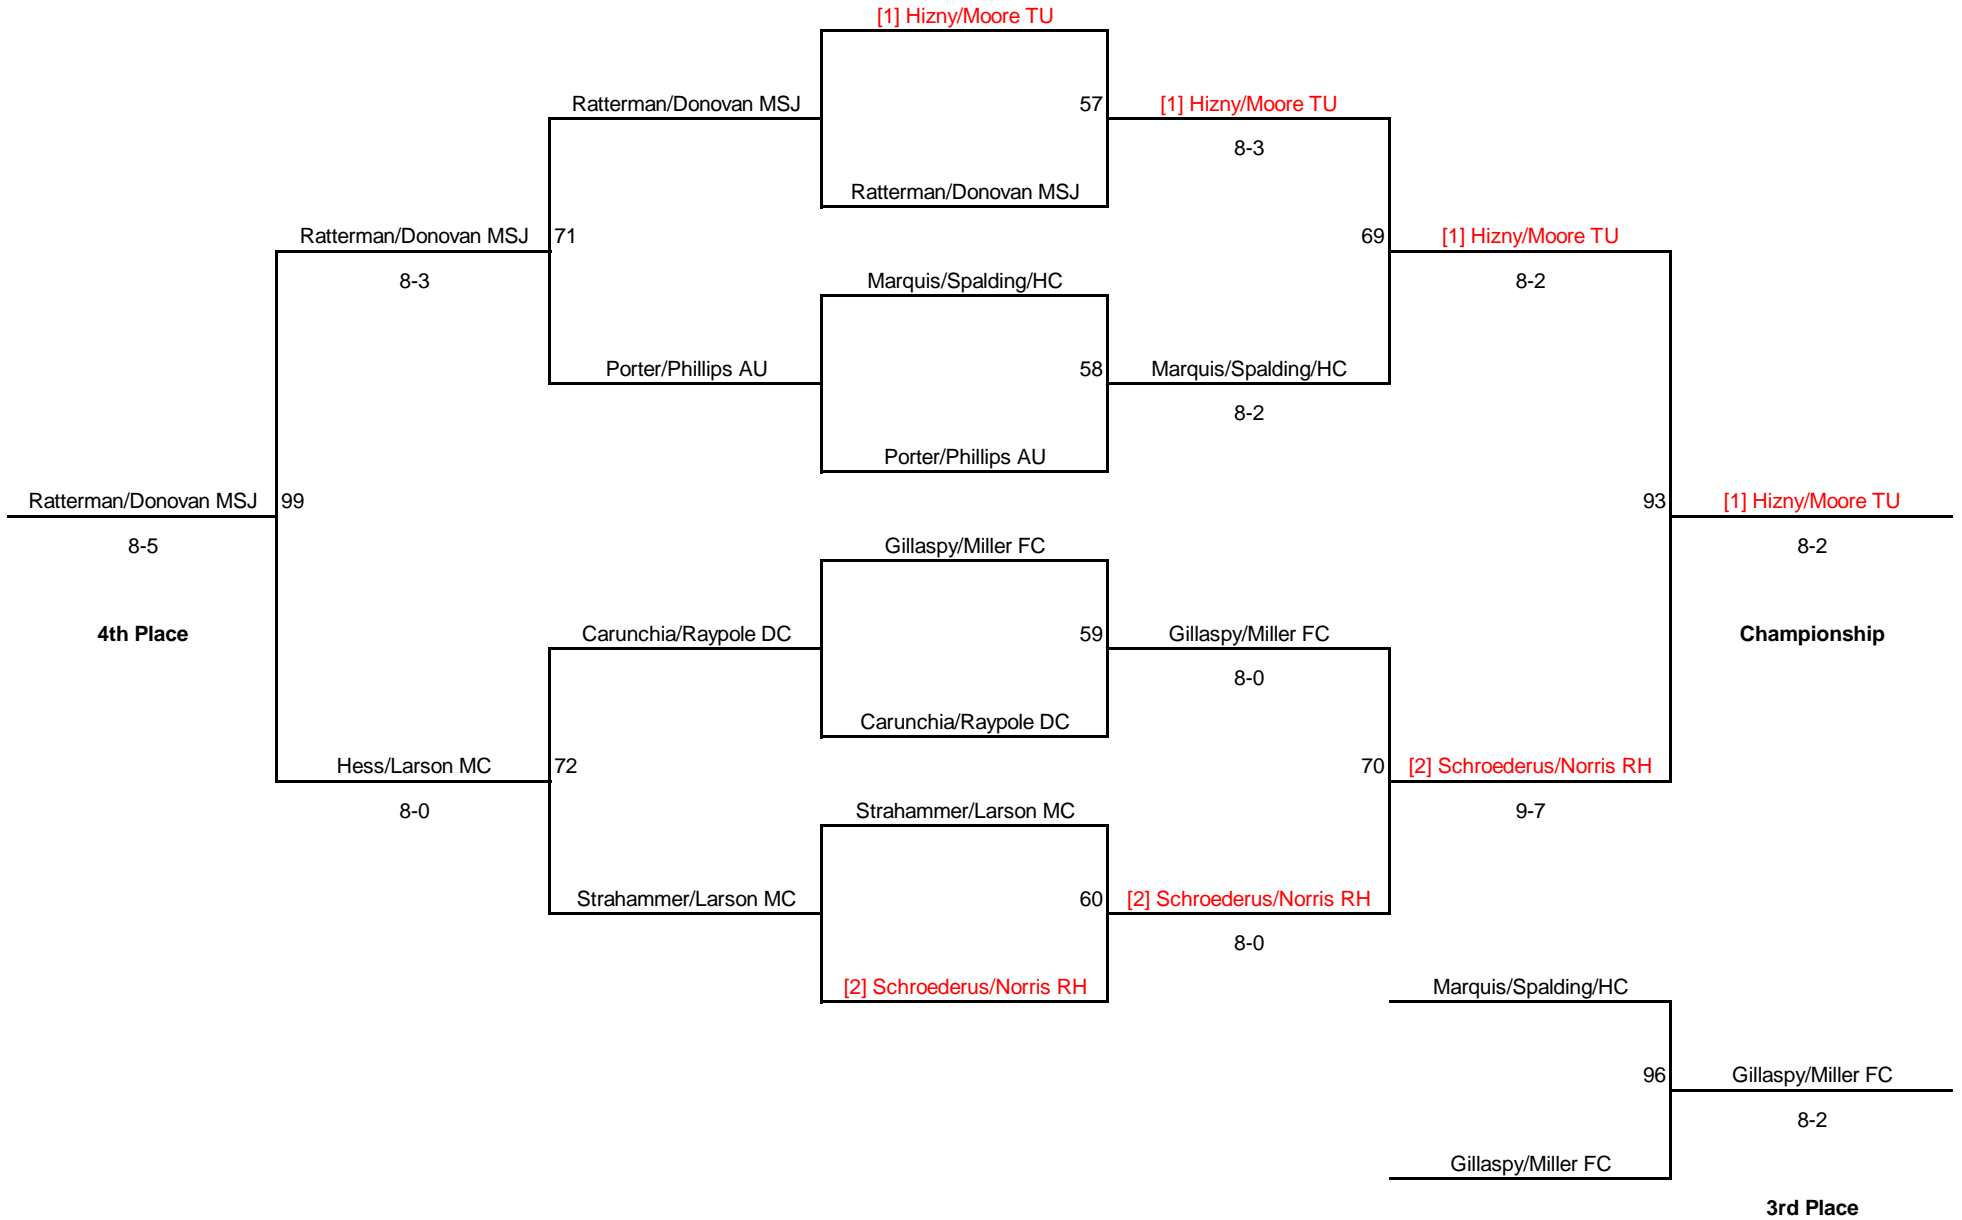 [1] Hizny/Moore TU
Ratterman/Donovan MSJ 57 [1] Hizny/Moore TU
8-3
Ratterman/Donovan MSJ
Ratterman/Donovan MSJ 71 69 [1] Hizny/Moore TU
8-3 Marquis/Spalding/HC 8-2
Porter/Phillips AU 58 Marquis/Spalding/HC
8-2
Porter/Phillips AU
Ratterman/Donovan MSJ 99 93 [1] Hizny/Moore TU
8-5 Gillaspy/Miller FC 8-2
4th Place Carunchia/Raypole DC 59 Gillaspy/Miller FC Championship
8-0
Carunchia/Raypole DC
Hess/Larson MC 72 70 [2] Schroederus/Norris RH
8-0 Strahammer/Larson MC 9-7
Strahammer/Larson MC 60 [2] Schroederus/Norris RH
8-0
[2] Schroederus/Norris RH Marquis/Spalding/HC
96 Gillaspy/Miller FC
8-2
Gillaspy/Miller FC
3rd Place